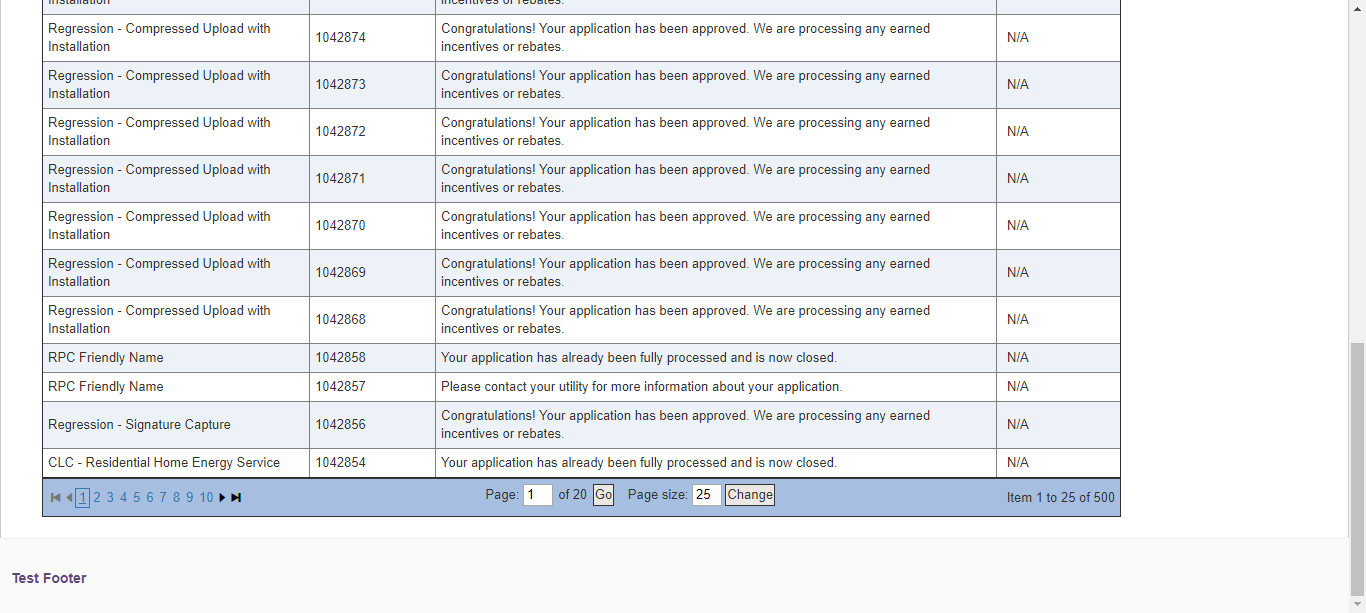 Installation
incentives or rebates.
Regression - Compressed Upload with
Installation
1042874
Congratulations! Your application has been approved. We are processing any earned
incentives or rebates.
N/A
Regression - Compressed Upload with
Installation
1042873
Congratulations! Your application has been approved. We are processing any earned
incentives or rebates.
N/A
Regression - Compressed Upload with
Installation
1042872
Congratulations! Your application has been approved. We are processing any earned
incentives or rebates.
N/A
Regression - Compressed Upload with
Installation
1042871
Congratulations! Your application has been approved. We are processing any earned
incentives or rebates.
N/A
Regression - Compressed Upload with
Installation
1042870
Congratulations! Your application has been approved. We are processing any earned
incentives or rebates.
N/A
Regression - Compressed Upload with
Installation
1042869
Congratulations! Your application has been approved. We are processing any earned
incentives or rebates.
N/A
Regression - Compressed Upload with
Installation
1042868
Congratulations! Your application has been approved. We are processing any earned
incentives or rebates.
N/A
RPC Friendly Name
1042858
Your application has already been fully processed and is now closed.
N/A
RPC Friendly Name
1042857
Please contact your utility for more information about your application.
N/A
Regression - Signature Capture
1042856
Congratulations! Your application has been approved. We are processing any earned
incentives or rebates.
N/A
CLC - Residential Home Energy Service
1042854
Your application has already been fully processed and is now closed.
N/A
1 2 3 4 5 6 7 8 9 10
Page: 1 of 20 Go Page size: 25 Change
Item 1 to 25 of 500
Test Footer